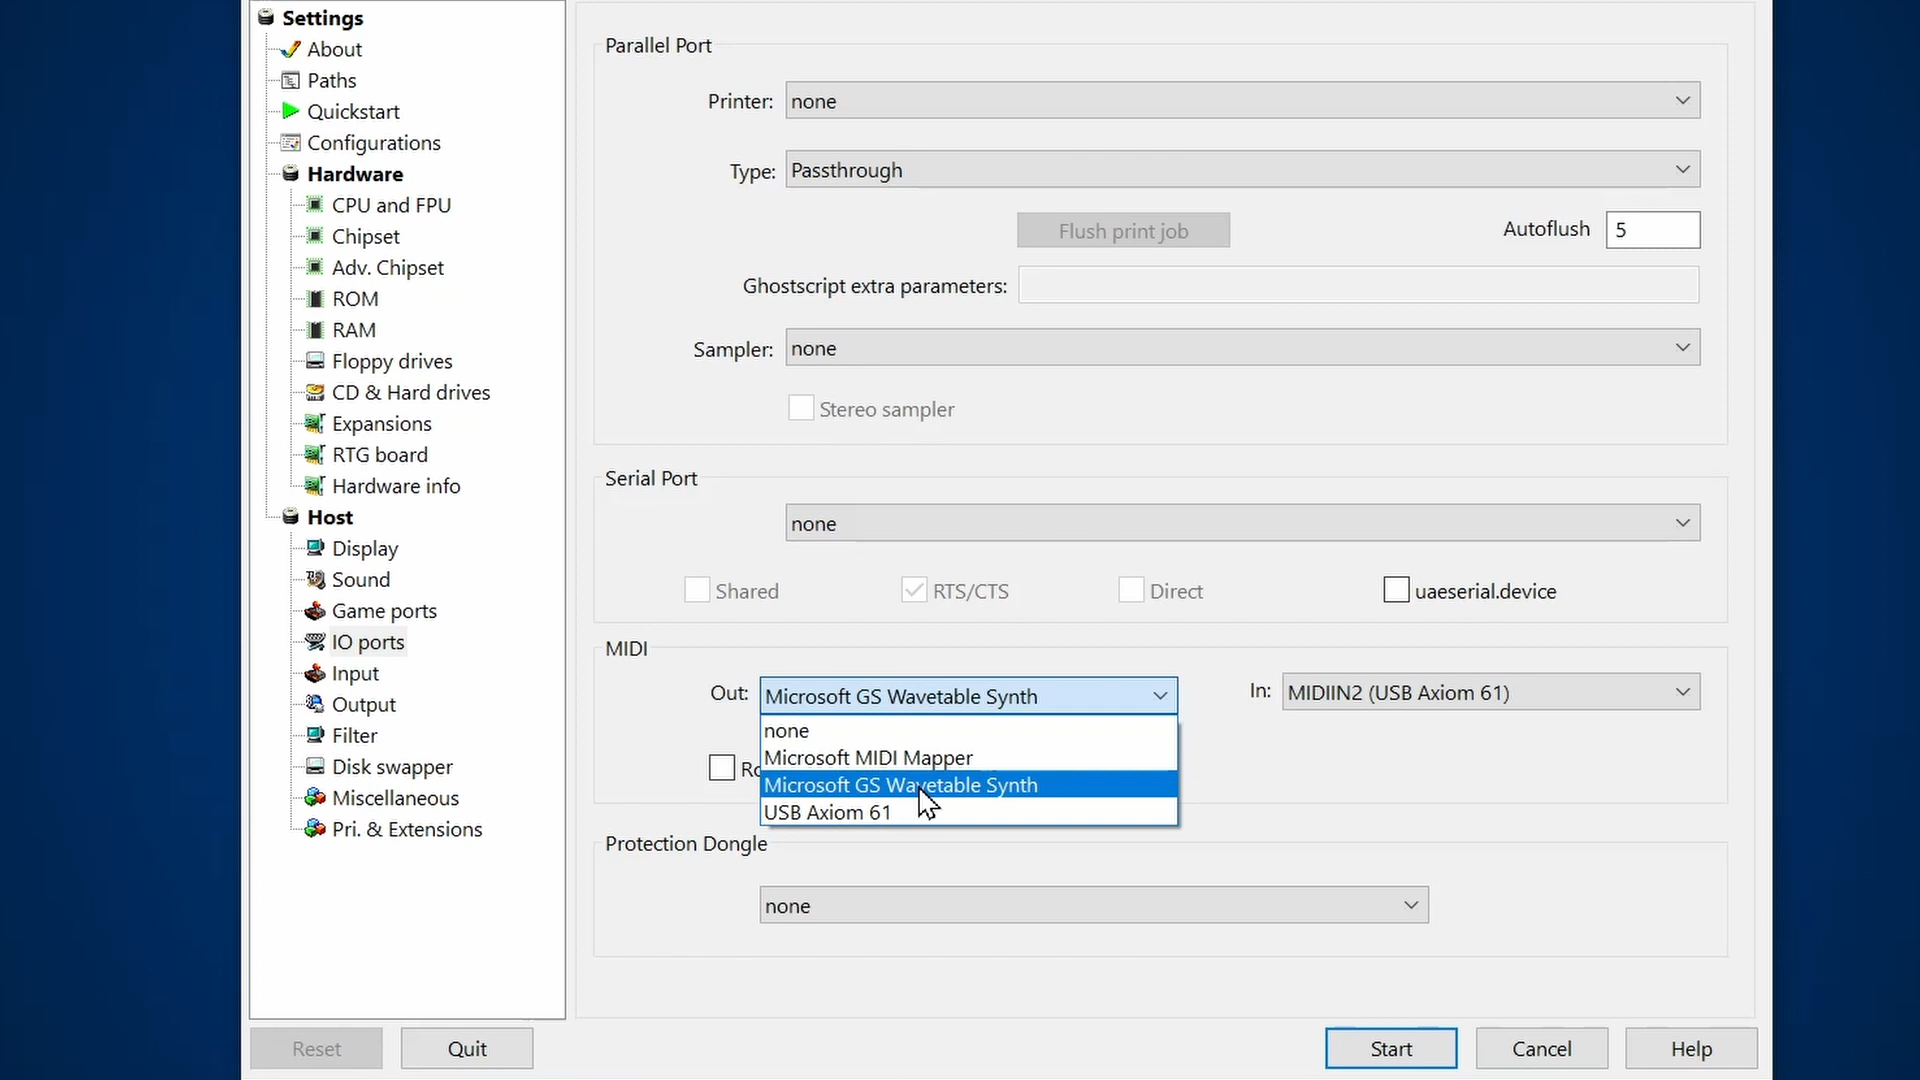 Settings
About
Paths
Quickstart
Configurations
Hardware
CPU and FPU
Chipset
Adv. Chipset
ROM
RAM
Floppy drives
CD & Hard drives
Expansions
RTG board
Hardware info
Host
Display
Sound
Game ports
IO ports
Input
Output
Filter
Disk swapper
Miscellaneous
Pri. & Extensions
Reset
Quit
Parallel Port
Printer: none
Type: Passthrough
Flush print job Autoflush 5
Ghostscript extra parameters:
Sampler: none
Stereo sampler
Serial Port
none
Shared RTS/CTS Direct uaeserial.device
MIDI
Out: Microsoft GS Wavetable Synth In: MIDIIN2 (USB Axiom 61)
none
Microsoft MIDI Mapper
Microsoft GS Wavetable Synth
USB Axiom 61
Protection Dongle
none
Start Cancel Help